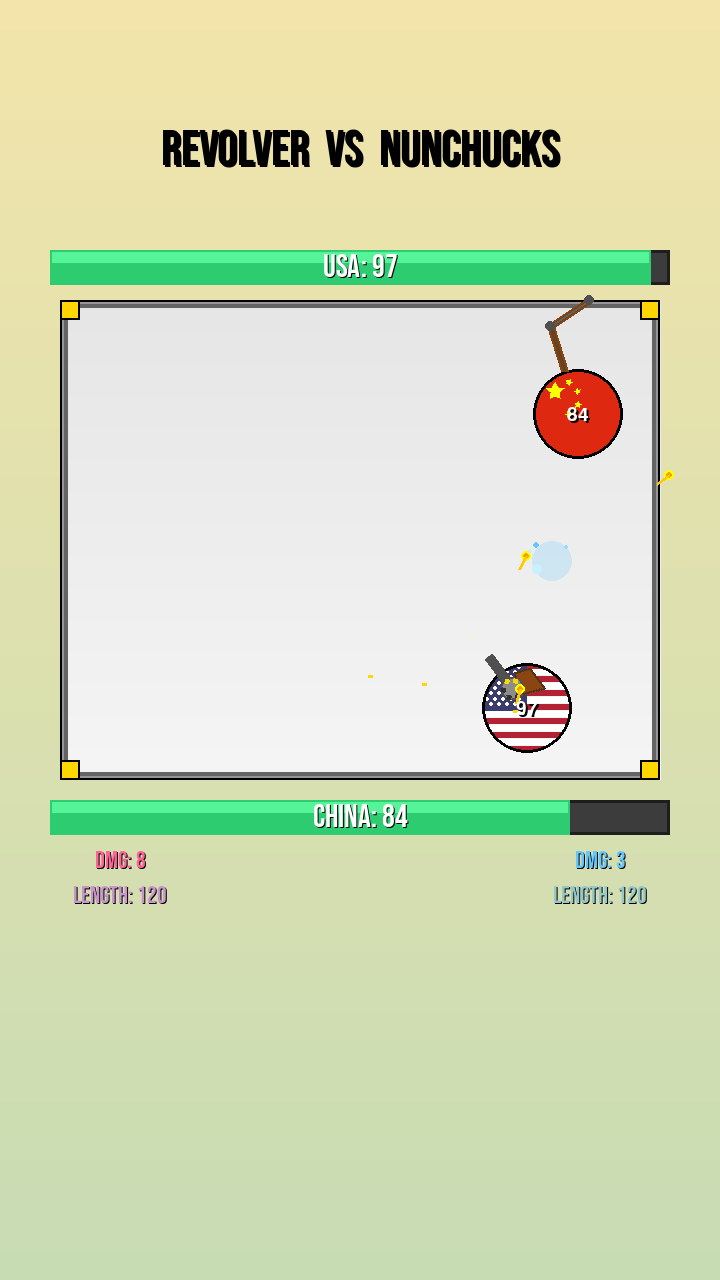 REVOLVER VS NUNCHUCKS
USA: 97
84
97
CHINA: 84
DMG: 8
DMG: 3
LENGTH: 120
LENGTH: 120